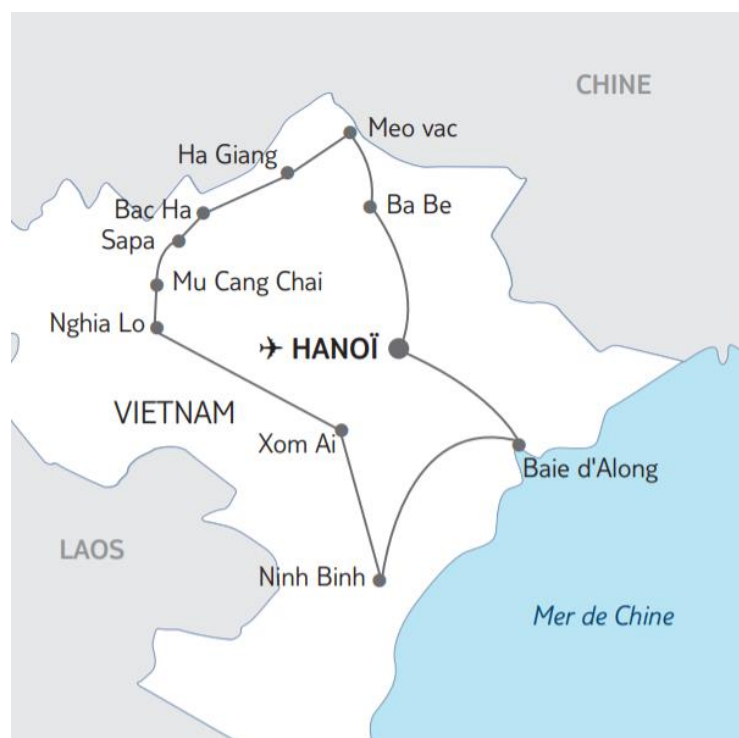 CHINE
Meo vac
Ha Giang
Ba Be
Bac Ha
Sapa
Mu Cang Chai
Nghia Lo
HANOÏ
VIETNAM
Xom Ai
Baie d'Along
LAOS
Ninh Binh
Mer de Chine